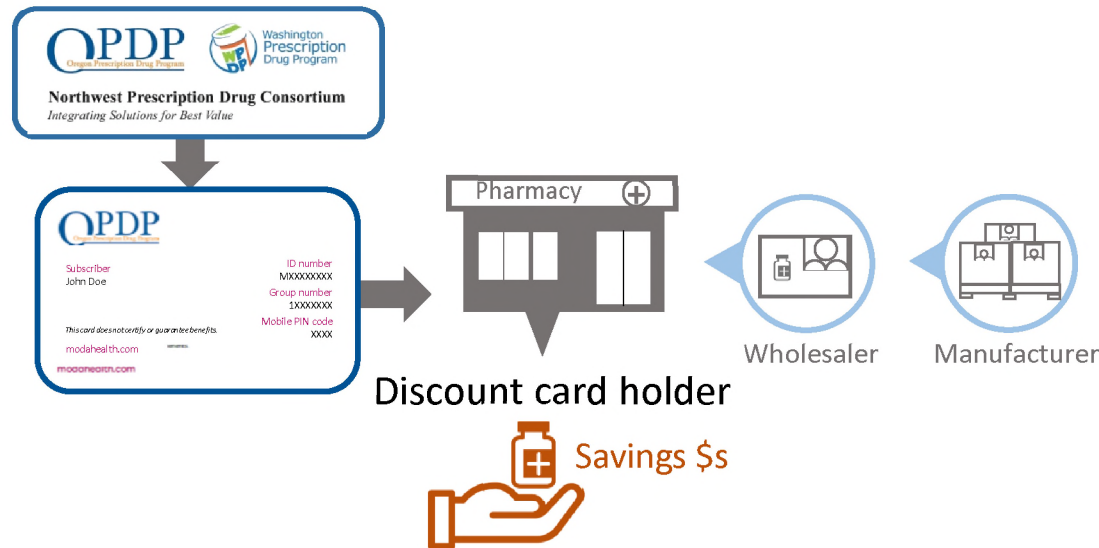 OPDP
Oregon Prescription Drug Program
WPDP
Washington
Prescription
Drug Program
Northwest Prescription Drug Consortium
Integrating Solutions for Best Value
OPDP
Oregon Prescription Drug Program
Subscriber
John Doe
ID number
MXXXXXXXX
Group number
1XXXXXXX
Mobile PIN code
XXXX
This card does not certify or guarantee benefits.
modahealth.com
modahealth.com
Pharmacy
Wholesaler
Manufacturer
Discount card holder
Savings $s